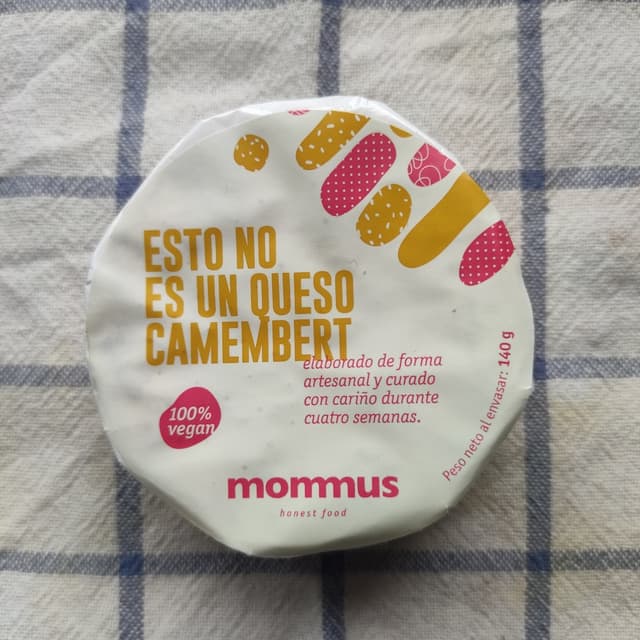 ESTO NO
ES UN QUESO
CAMEMBERT
elaborado de forma
artesanal y curado
con cariño durante
cuatro semanas.
100%
vegan
Peso neto al envasar: 140 g
mommus
honest food